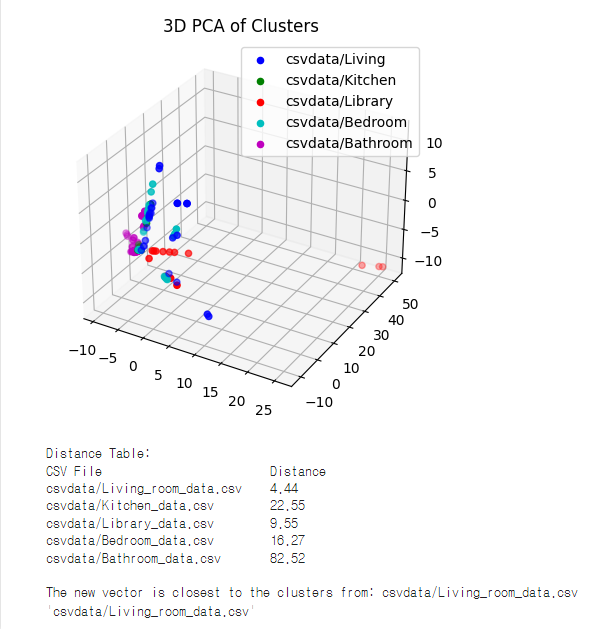 3D PCA of Clusters
csvdata/Living
csvdata/Kitchen
csvdata/Library
csvdata/Bedroom
csvdata/Bathroom
10
5
0
−5
−10
50
40
30
20
10
0
−10
−10
−5
0
5
10
15
20
25
Distance Table:
CSV File Distance
csvdata/Living_room_data.csv 4.44
csvdata/Kitchen_data.csv 22.55
csvdata/Library_data.csv 9.55
csvdata/Bedroom_data.csv 16.27
csvdata/Bathroom_data.csv 82.52
The new vector is closest to the clusters from: csvdata/Living_room_data.csv
'csvdata/Living_room_data.csv'